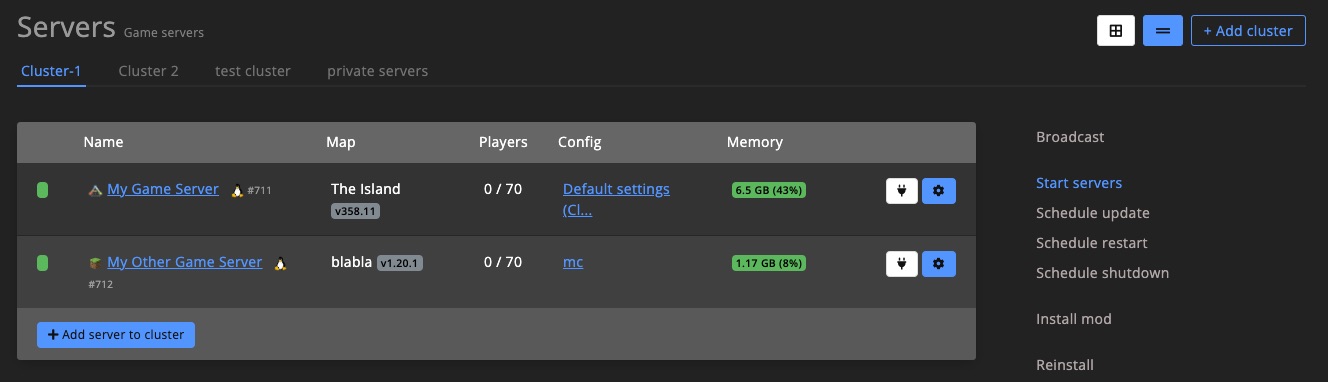 Servers Game servers
+ Add cluster
Cluster-1 Cluster 2 test cluster private servers
Name Map Players Config Memory
My Game Server #711 The Island 0 / 70 Default settings 6.5 GB (43%)
v358.11 (Cl...
My Other Game Server blabla v1.20.1 0 / 70 mc 1.17 GB (8%)
#712
+ Add server to cluster
Broadcast
Start servers
Schedule update
Schedule restart
Schedule shutdown
Install mod
Reinstall